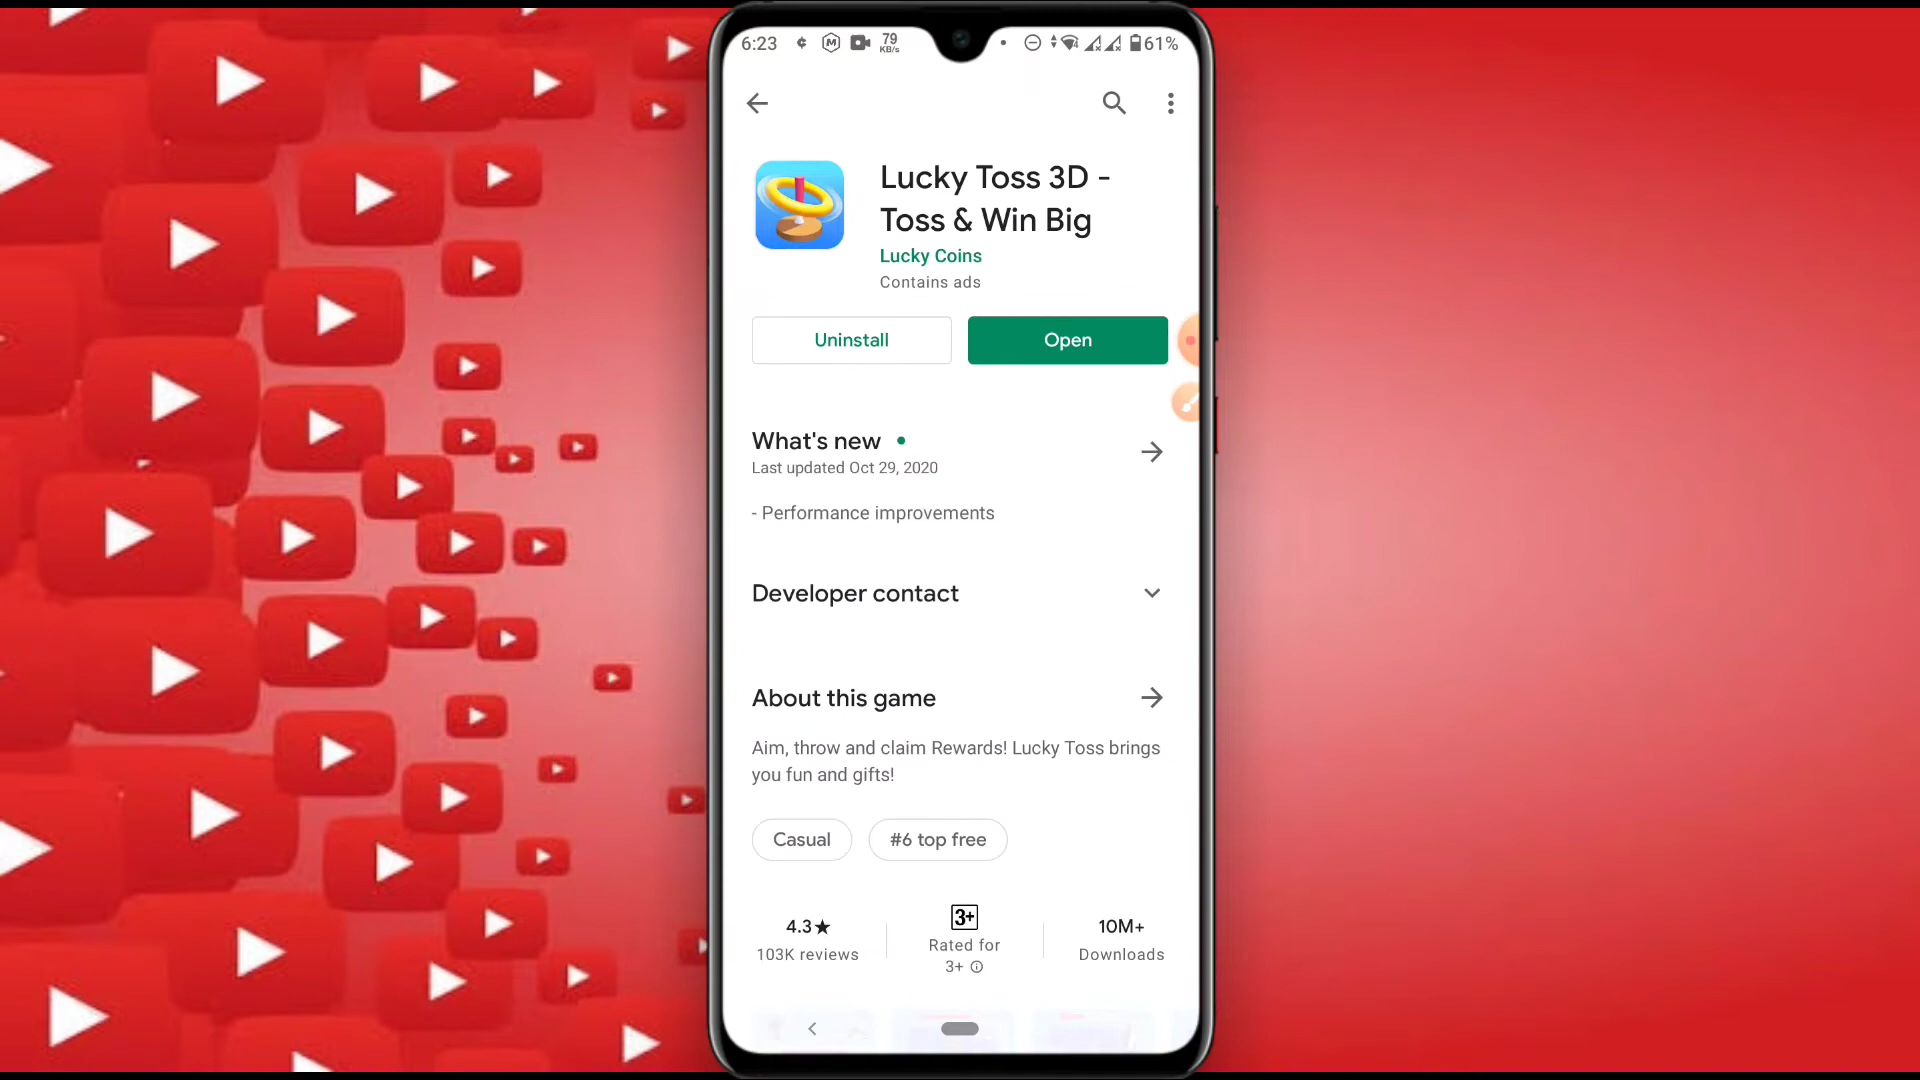 6:23
79
KB/s
61%
Lucky Toss 3D -
Toss & Win Big
Lucky Coins
Contains ads
Uninstall
Open
What's new
Last updated Oct 29, 2020
- Performance improvements
Developer contact
About this game
Aim, throw and claim Rewards! Lucky Toss brings
you fun and gifts!
Casual
#6 top free
4.3★
103K reviews
3+
Rated for
3+
10M+
Downloads